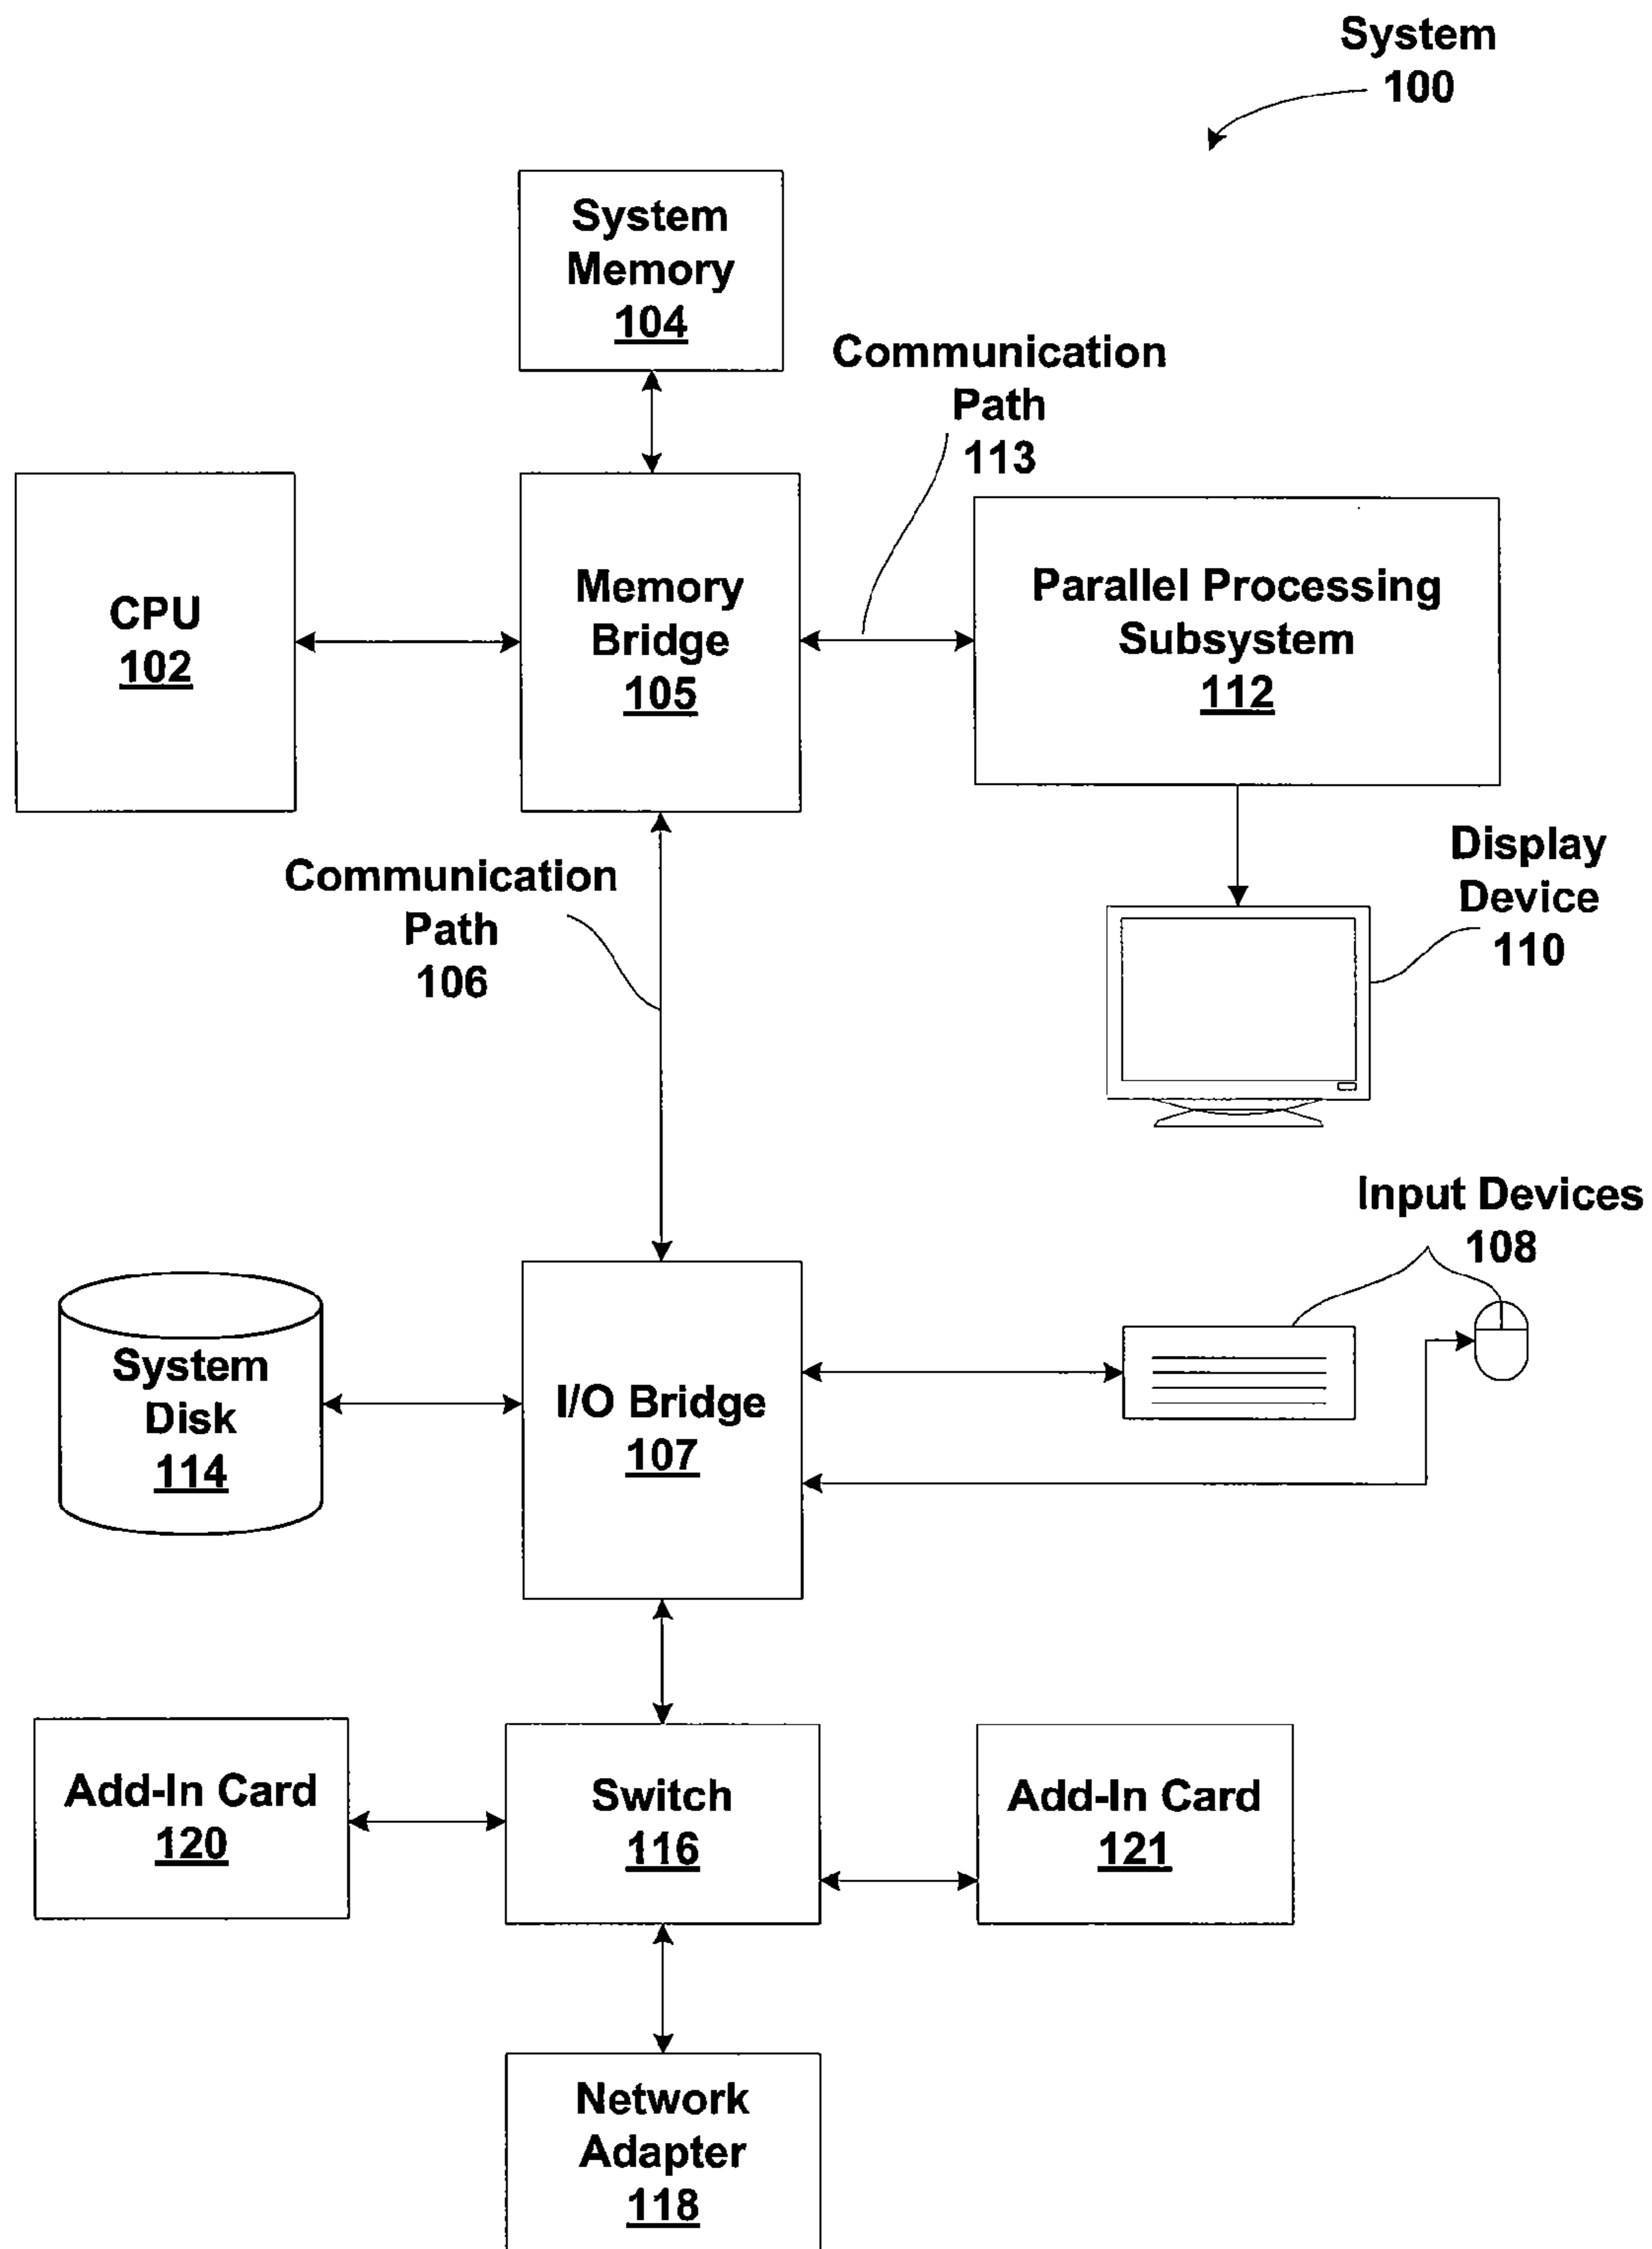 System
100
System
Memory
104
Communication
Path
113
CPU
102
Memory
Bridge
105
Parallel Processing
Subsystem
112
Communication
Path
106
Display
Device
110
Input Devices
108
System
Disk
114
I/O Bridge
107
Add-In Card
120
Switch
116
Add-In Card
121
Network
Adapter
118